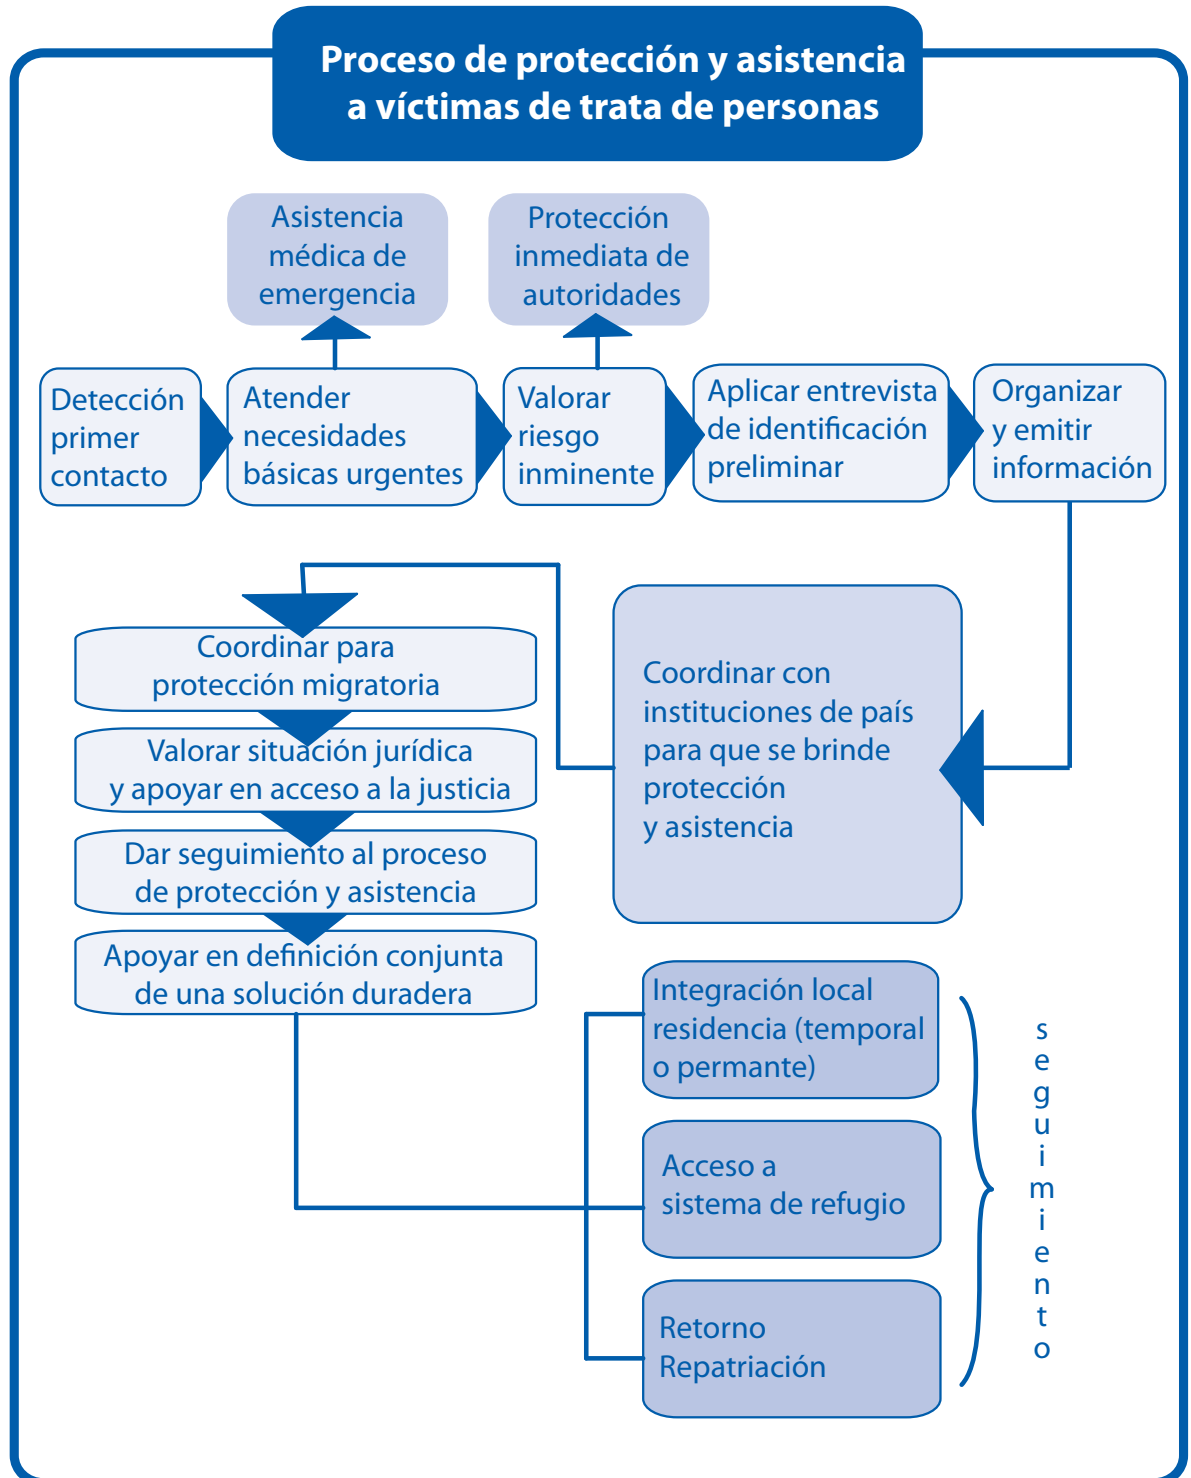 Proceso de protección y asistencia
a víctimas de trata de personas
Asistencia
médica de
emergencia
Protección
inmediata de
autoridades
Detección
primer
contacto
Atender
necesidades
básicas urgentes
Valorar
riesgo
inminente
Aplicar entrevista
de identificación
preliminar
Organizar
y emitir
información
Coordinar con
instituciones de país
para que se brinde
protección
y asistencia
Coordinar para
protección migratoria
Valorar situación jurídica
y apoyar en acceso a la justicia
Dar seguimiento al proceso
de protección y asistencia
Apoyar en definición conjunta
de una solución duradera
Integración local
residencia (temporal
o permante)
Acceso a
sistema de refugio
Retorno
Repatriación
seguimiento